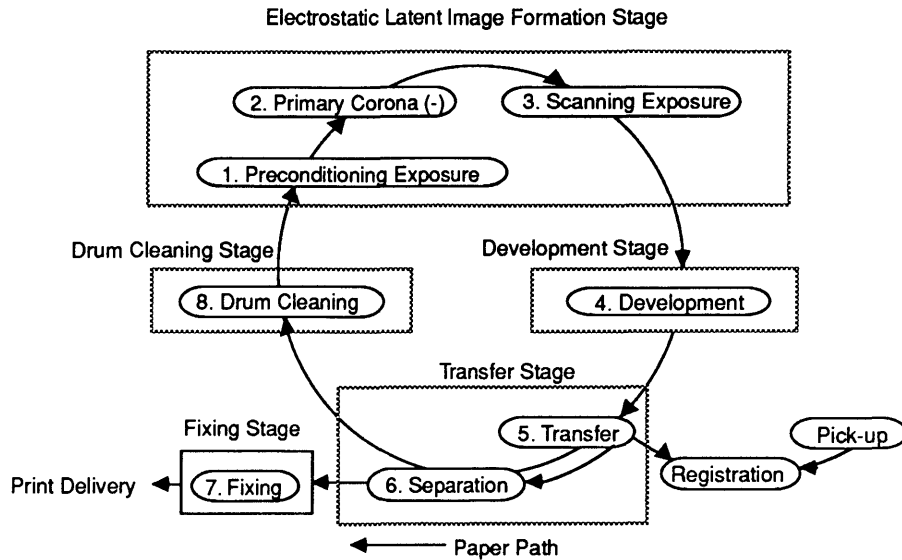 Electrostatic Latent Image Formation Stage
2. Primary Corona (-)
3. Scanning Exposure
1. Preconditioning Exposure
Drum Cleaning Stage
Development Stage
8. Drum Cleaning
4. Development
Transfer Stage
Fixing Stage
5. Transfer
Pick-up
Registration
Print Delivery
7. Fixing
6. Separation
Paper Path